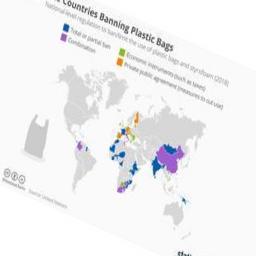 Countries Banning Plastic Bags
National-level regulation to ban/limit the use of plastic bags and styrofoam (2018)
Total or partial ban
Combination
Economic instruments (such as taxes)
Private public agreement (measures to cut use)
Source: United Nations